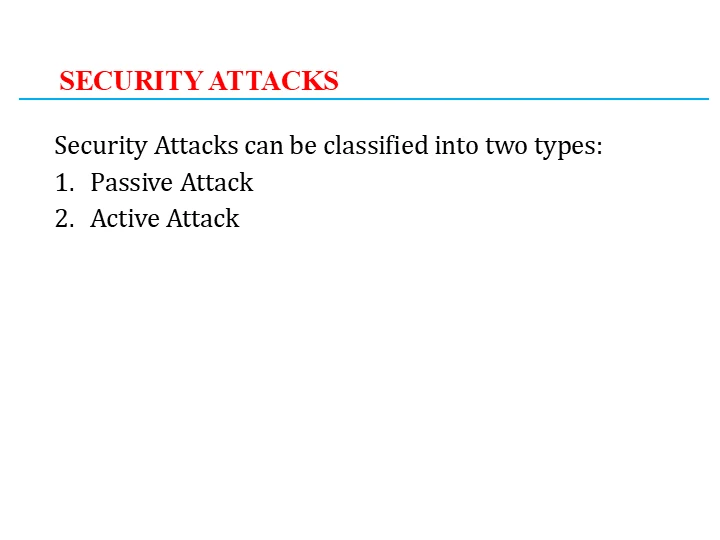 SECURITY ATTACKS
Security Attacks can be classified into two types:
1. Passive Attack
2. Active Attack